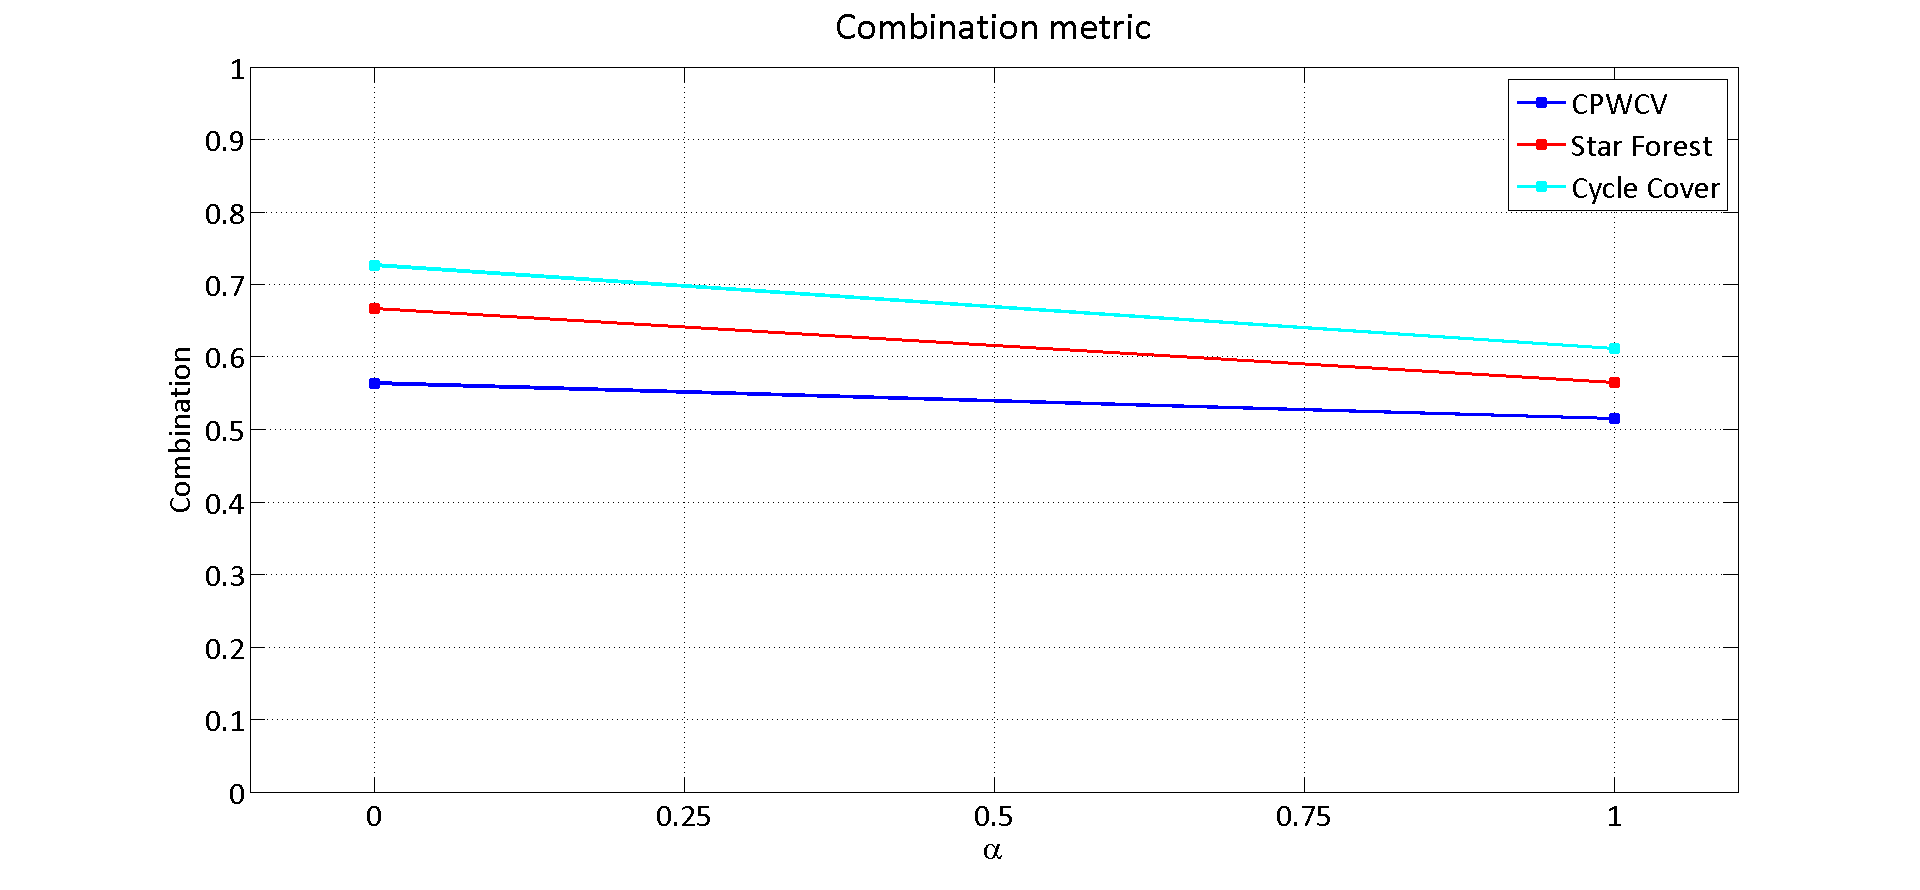 Combination metric
1
0.9
0.8
0.7
0.6
0.5
0.4
0.3
0.2
0.1
0
Combination
CPWCV
Star Forest
Cycle Cover
0 0.25 0.5 0.75 1
α